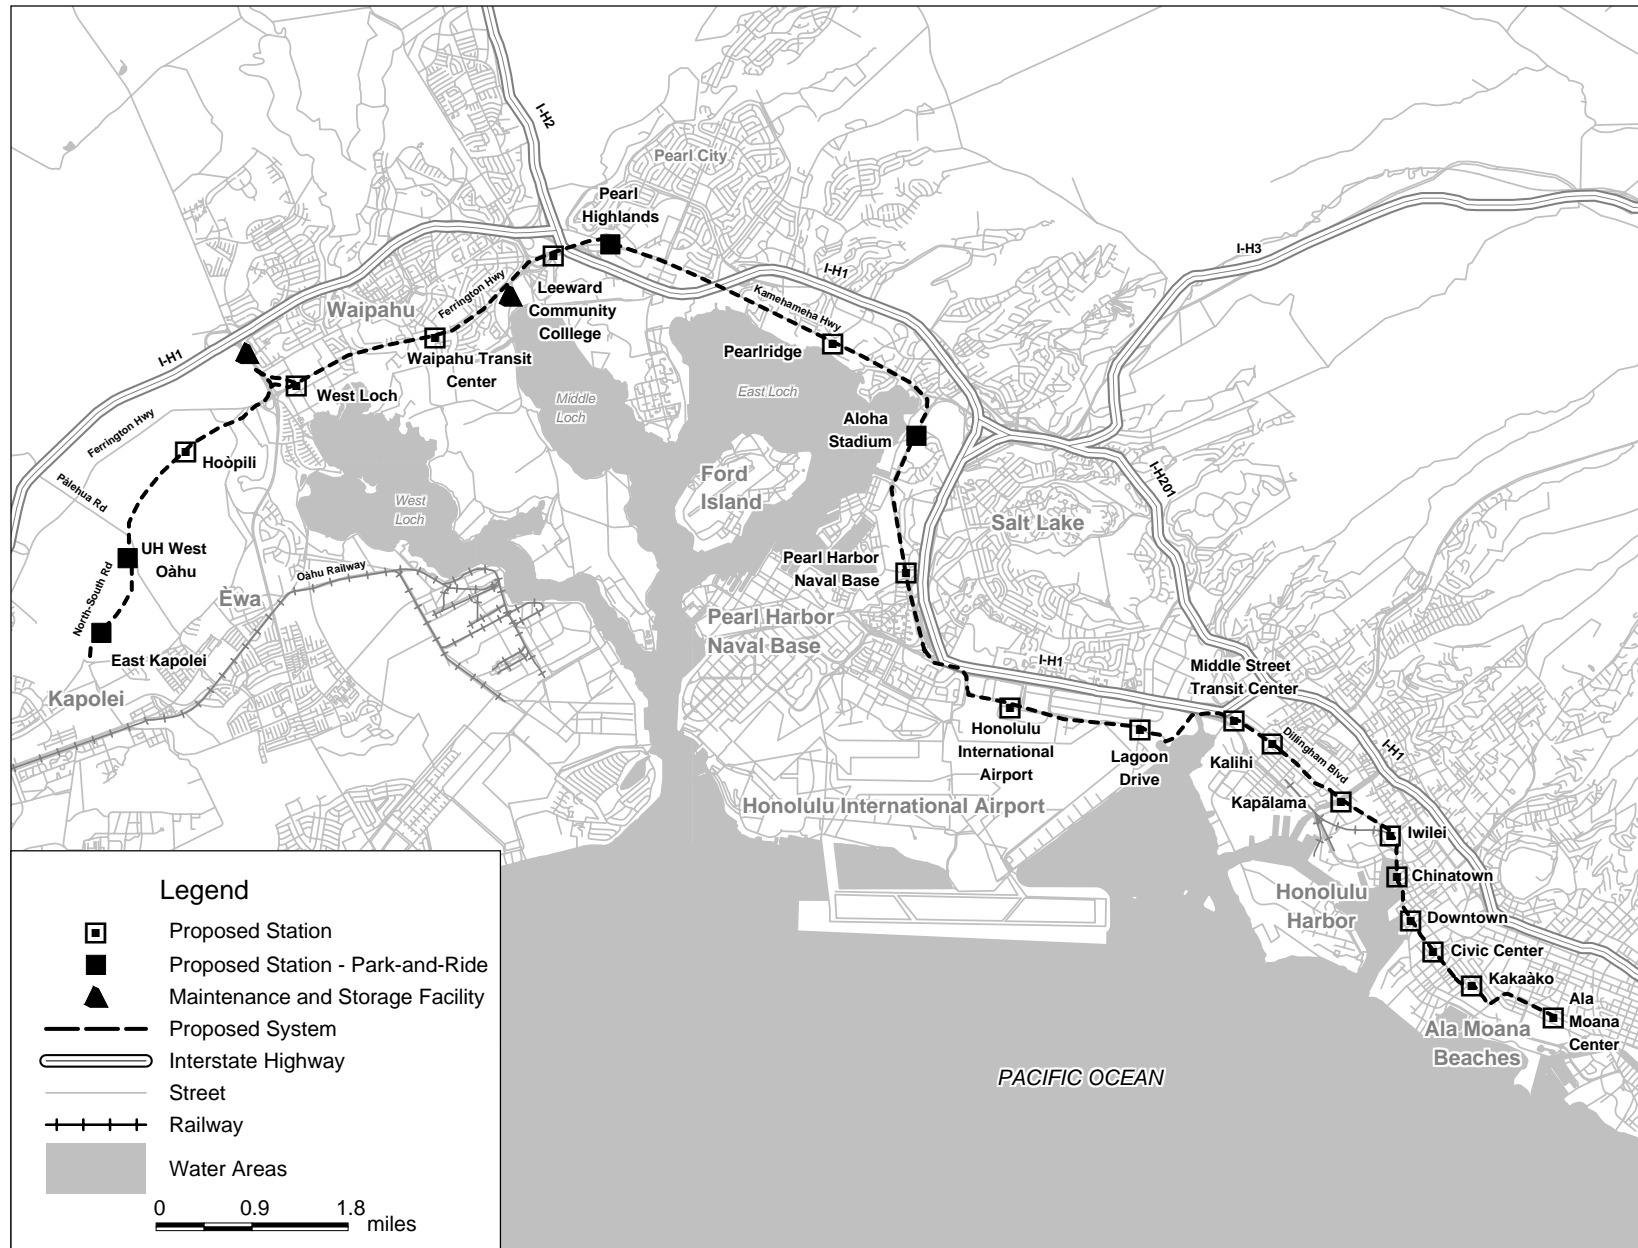 I-H2
Pearl City
Pearl
Highlands
I-H3
I-H1
Ferrington Hwy
Kamehameha Hwy
Leeward
Community
Colllege
Waipahu
Waipahu Transit
Center
Pearlridge
I-H1
West Loch
Middle
Loch
East Loch
Aloha
Stadium
Ferrington Hwy
Hoòpili
Pàlehua Rd
West
Loch
Ford
Island
I-H201
Salt Lake
UH West
Oàhu
Pearl Harbor
Naval Base
Oàhu Railway
North-South Rd
Èwa
Pearl Harbor
Naval Base
East Kapolei
Kapolei
I-H1
Middle Street
Transit Center
Honolulu
International
Airport
Lagoon
Drive
Kalihi
Dillingham Blvd
I-H1
Kapãlama
Honolulu International Airport
Iwilei
Chinatown
Honolulu
Harbor
Downtown
Civic Center
Kakaàko
Ala
Moana
Center
Ala Moana
Beaches
PACIFIC OCEAN
Legend
Proposed Station
Proposed Station - Park-and-Ride
Maintenance and Storage Facility
Proposed System
Interstate Highway
Street
Railway
Water Areas
0 0.9 1.8
miles